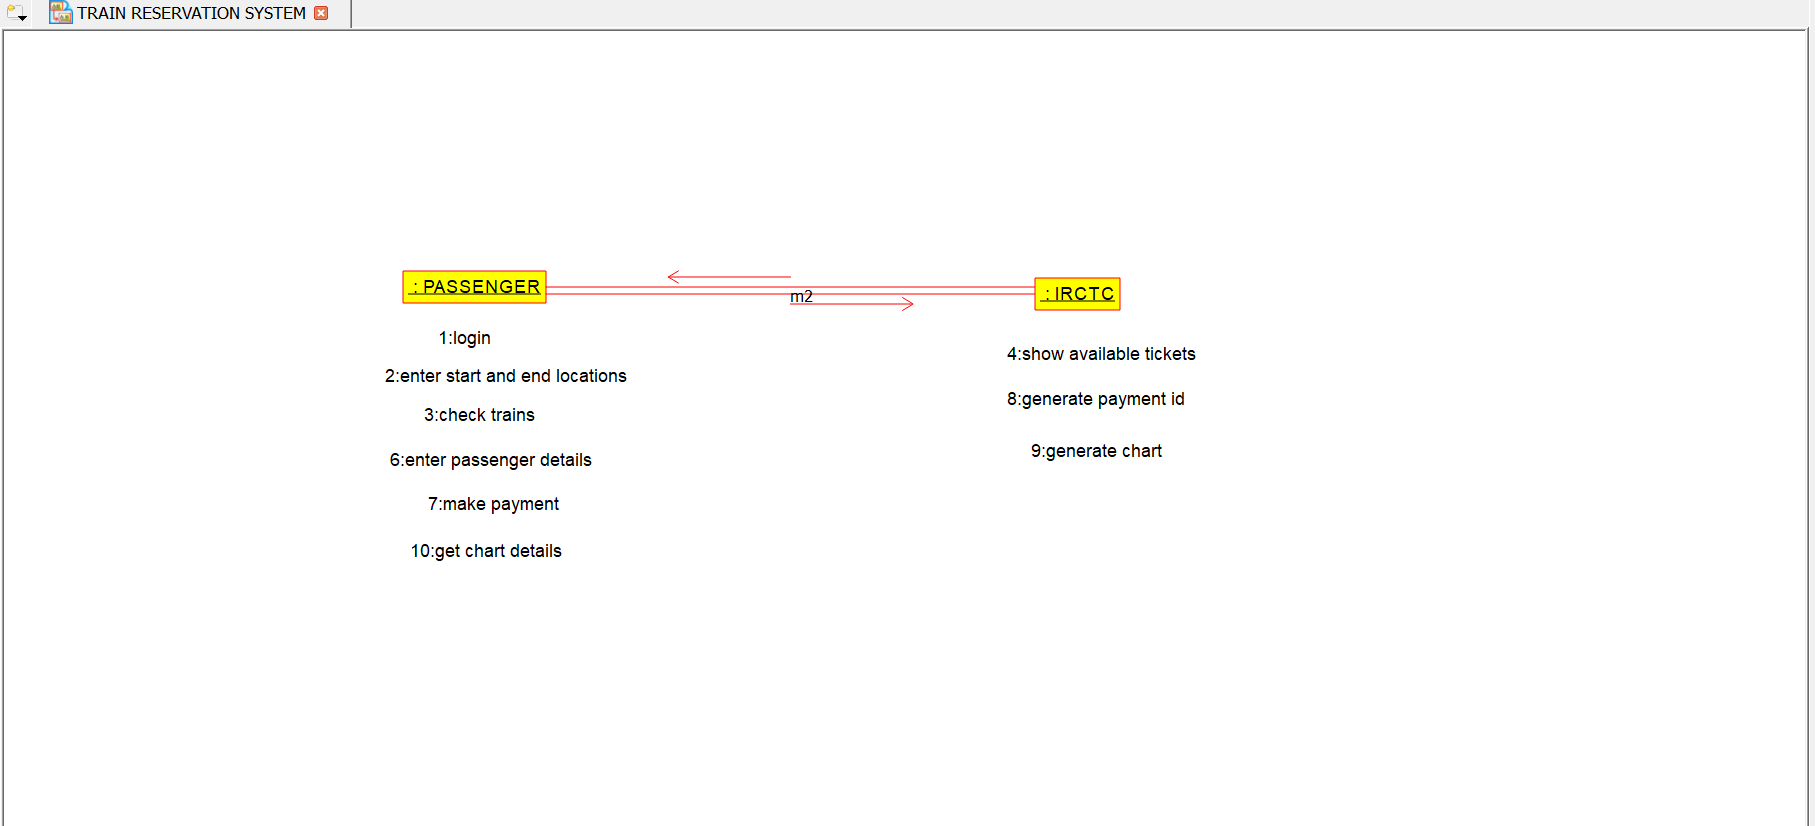 TRAIN RESERVATION SYSTEM
: PASSENGER
m2
: IRCTC
1:login
2:enter start and end locations
3:check trains
6:enter passenger details
7:make payment
10:get chart details
4:show available tickets
8:generate payment id
9:generate chart